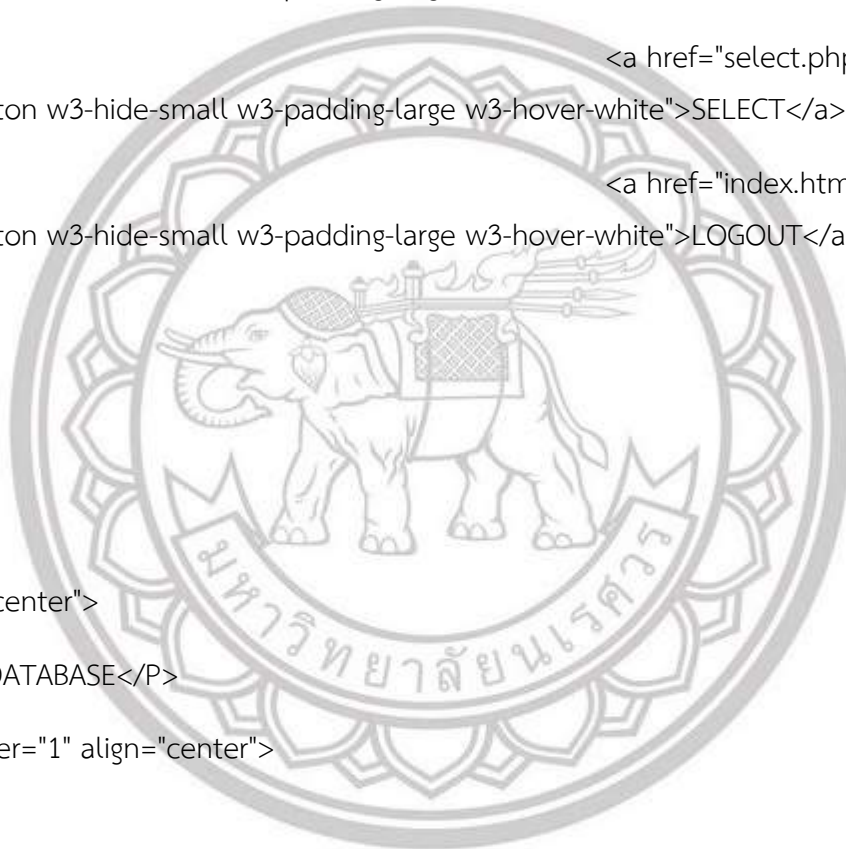 <a href="select.php
ton w3-hide-small w3-padding-large w3-hover-white">SELECT</a>
<a href="index.htm
ton w3-hide-small w3-padding-large w3-hover-white">LOGOUT</a
center">
DATABASE</P>
er="1" align="center">
มหาวิทยาลัยนเรศวร